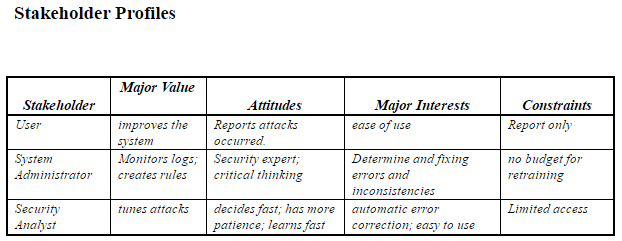 Stakeholder Profiles
Stakeholder Major Value Attitudes Major Interests Constraints
User improves the system Reports attacks occurred. ease of use Report only
System Administrator Monitors logs; creates rules Security expert; critical thinking Determine and fixing errors and inconsistencies no budget for retraining
Security Analyst tunes attacks decides fast; has more patience; learns fast automatic error correction; easy to use Limited access